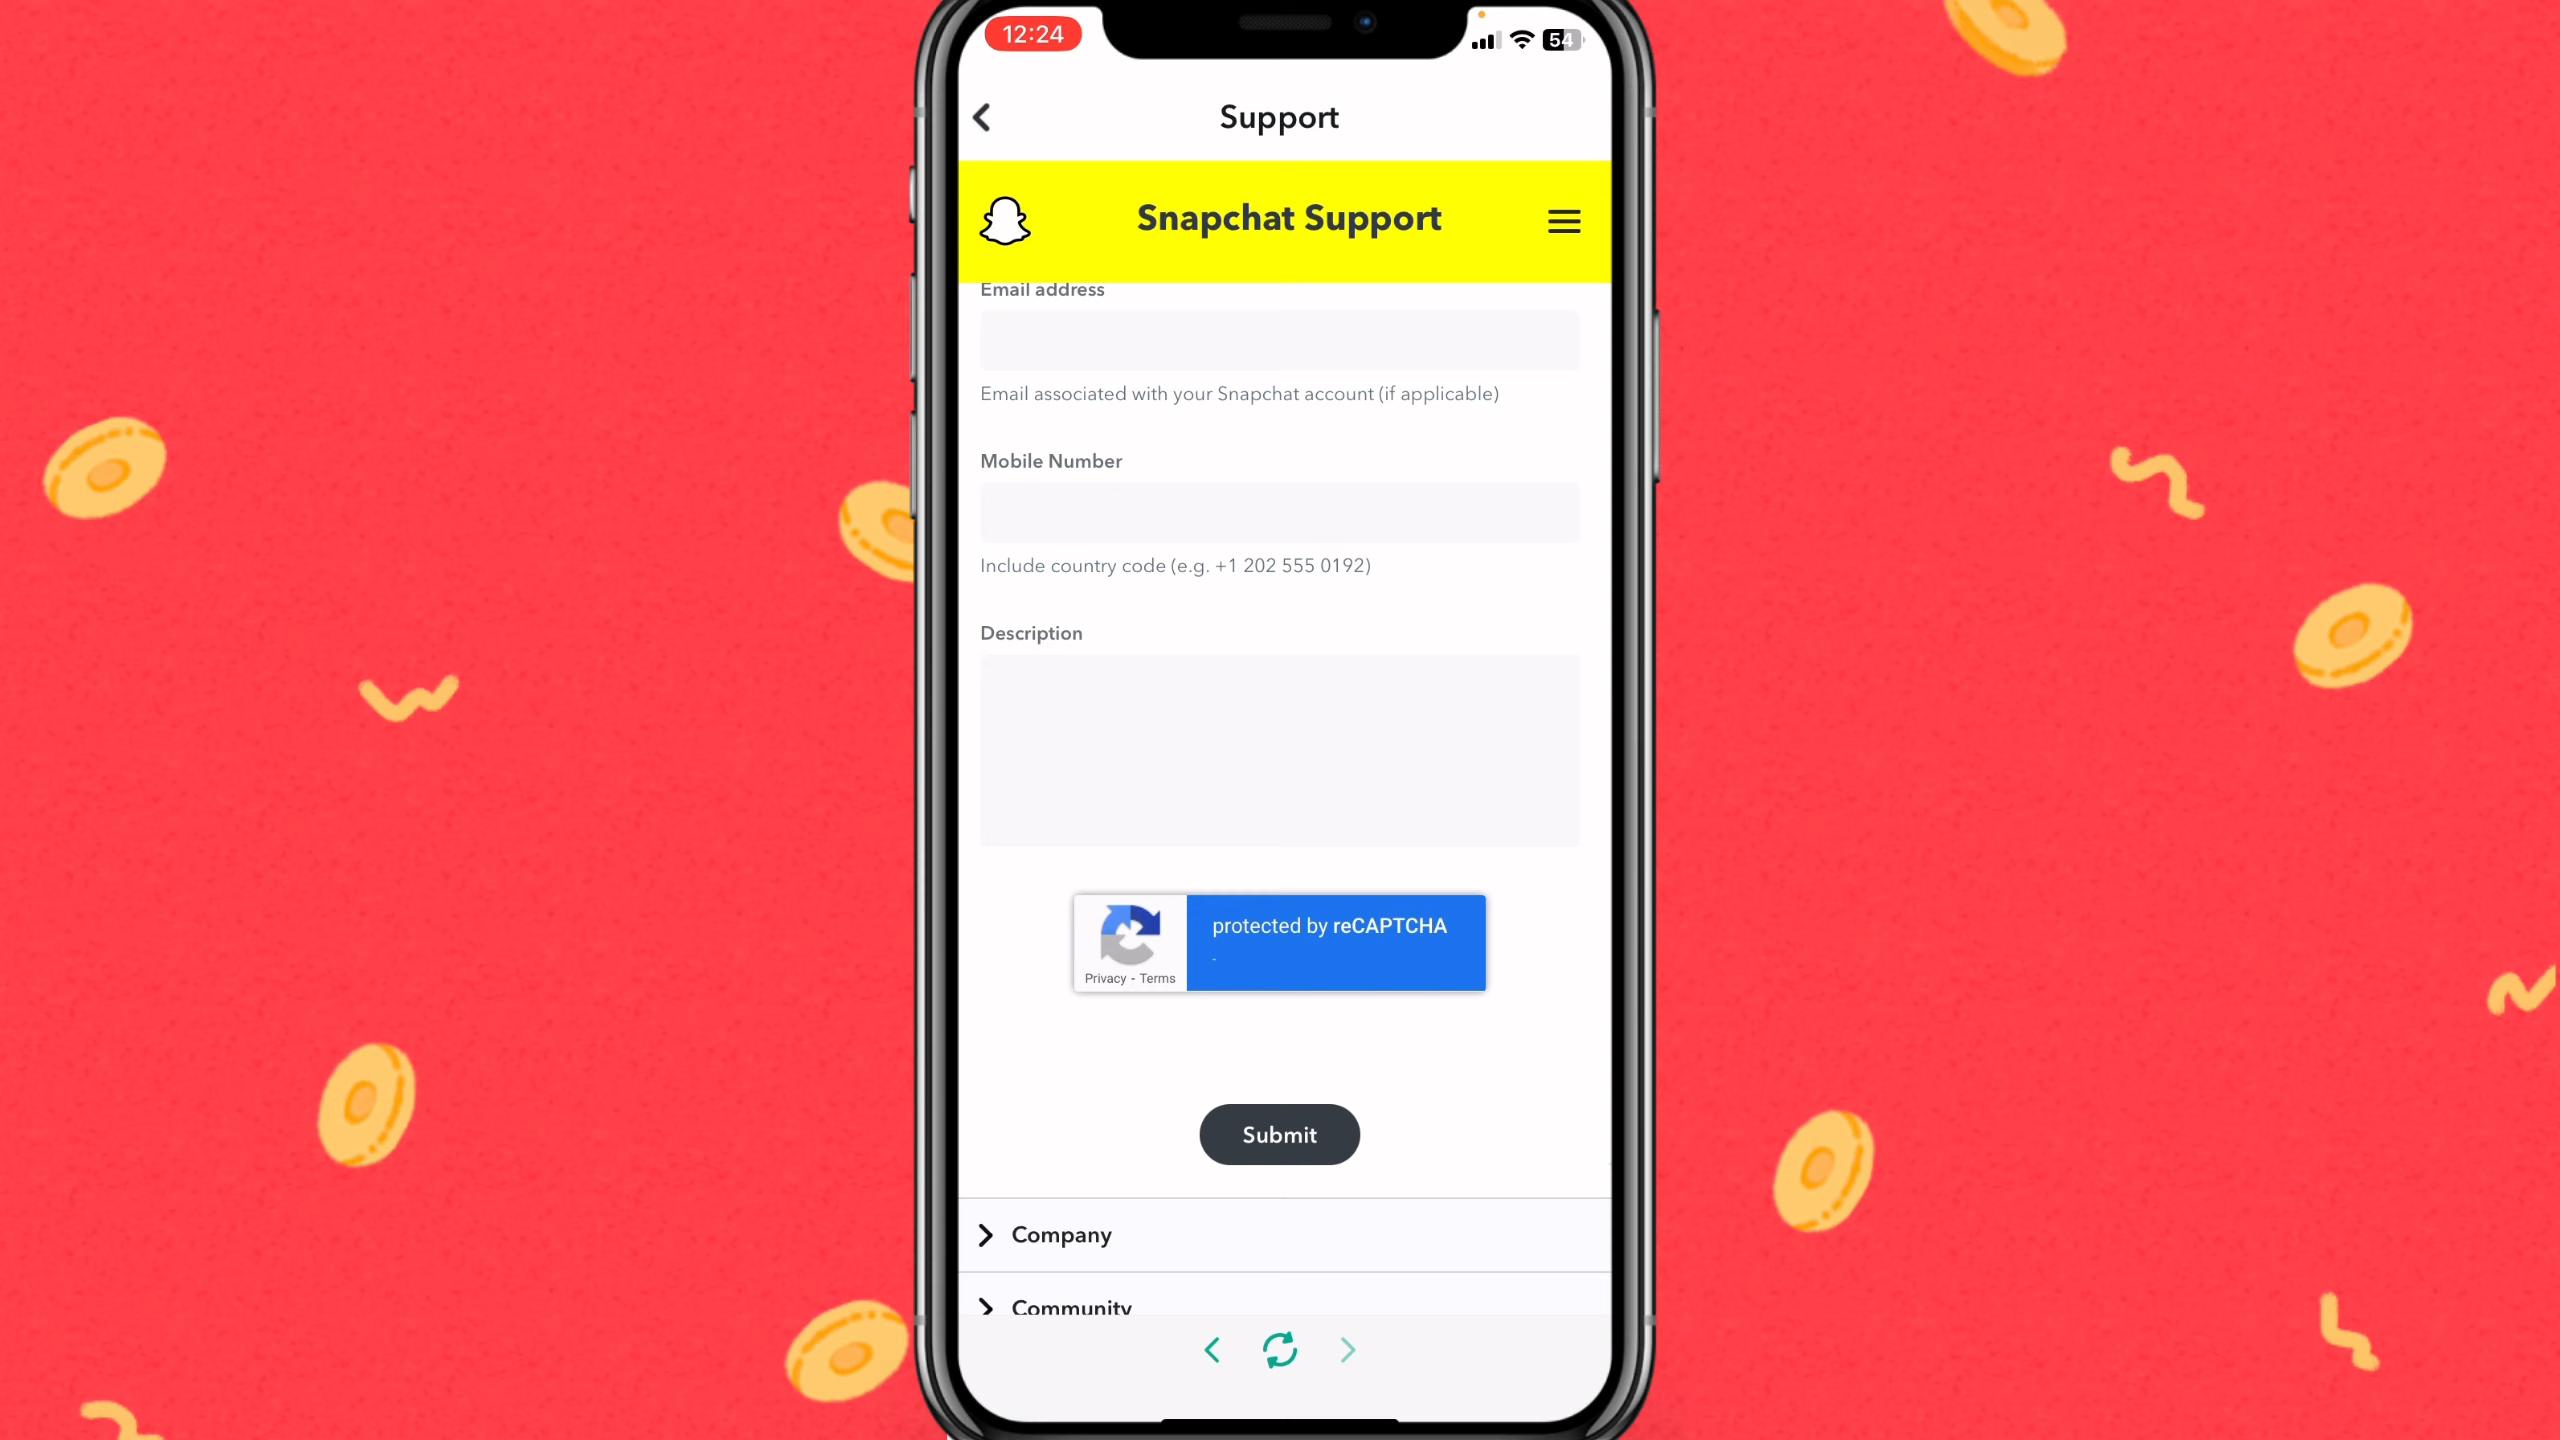 12:24
54
Support
Snapchat Support
Email address
Email associated with your Snapchat account (if applicable)
Mobile Number
Include country code (e.g. +1 202 555 0192)
Description
protected by reCAPTCHA
-
Privacy - Terms
Submit
Company
Community